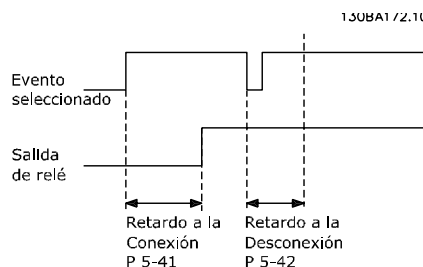 130BA172.10
Evento
seleccionado
Salida
de relé
Retardo a la
Conexión
P 5-41
Retardo a la
Desconexión
P 5-42